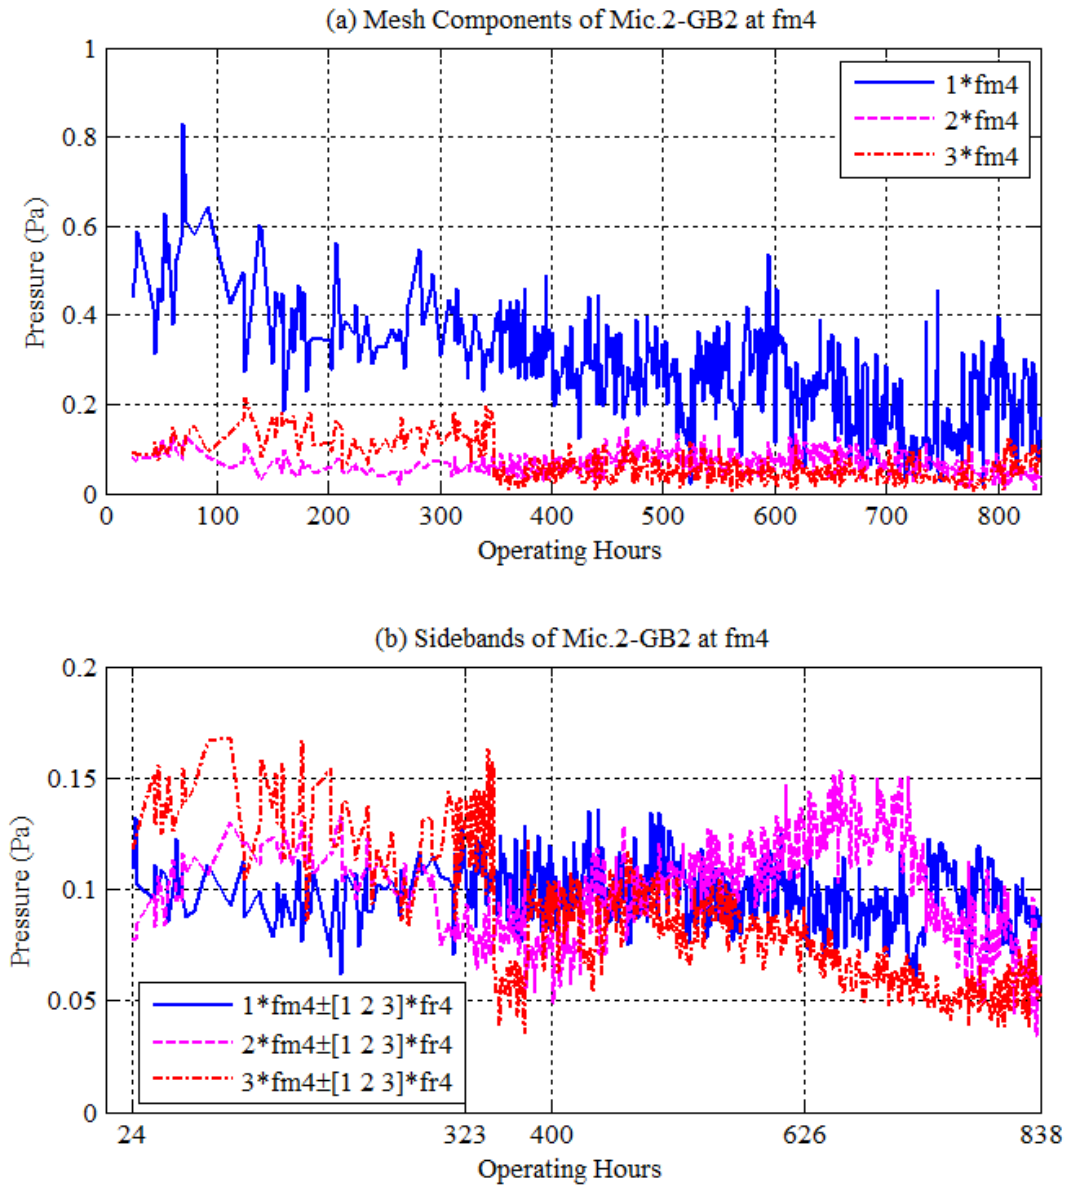 (a) Mesh Components of Mic.2-GB2 at fm4
1
0.8
0.6
0.4
0.2
0
Pressure (Pa)
1*fm4
2*fm4
3*fm4
0 100 200 300 400 500 600 700 800
Operating Hours
(b) Sidebands of Mic.2-GB2 at fm4
0.2
0.15
0.1
0.05
0
Pressure (Pa)
1*fm4±[1 2 3]*fr4
2*fm4±[1 2 3]*fr4
3*fm4±[1 2 3]*fr4
24 323 400 626 838
Operating Hours